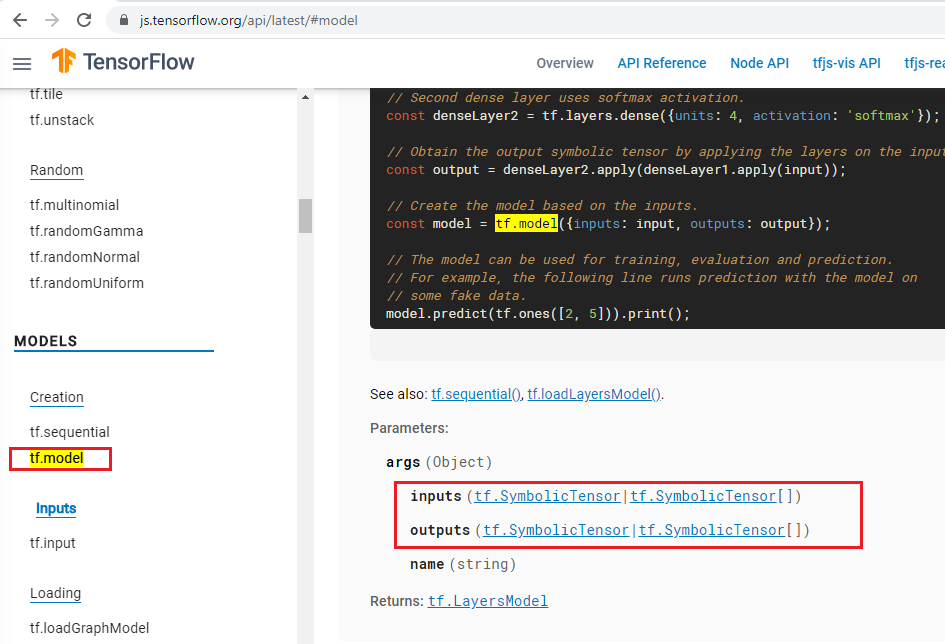 js.tensorflow.org/api/latest/#model
TensorFlow
Overview API Reference Node API tfjs-vis API tfjs-rea
tf.tile
tf.unstack
Random
tf.multinomial
tf.randomGamma
tf.randomNormal
tf.randomUniform
MODELS
Creation
tf.sequential
tf.model
Inputs
tf.input
Loading
tf.loadGraphModel
// Second dense layer uses softmax activation.
const denseLayer2 = tf.layers.dense({units: 4, activation: 'softmax'});
// Obtain the output symbolic tensor by applying the layers on the input
const output = denseLayer2.apply(denseLayer1.apply(input));
// Create the model based on the inputs.
const model = tf.model({inputs: input, outputs: output});
// The model can be used for training, evaluation and prediction.
// For example, the following line runs prediction with the model on
// some fake data.
model.predict(tf.ones([2, 5])).print();
See also: tf.sequential(), tf.loadLayersModel().
Parameters:
args (Object)
inputs (tf.SymbolicTensor|tf.SymbolicTensor[])
outputs (tf.SymbolicTensor|tf.SymbolicTensor[])
name (string)
Returns: tf.LayersModel